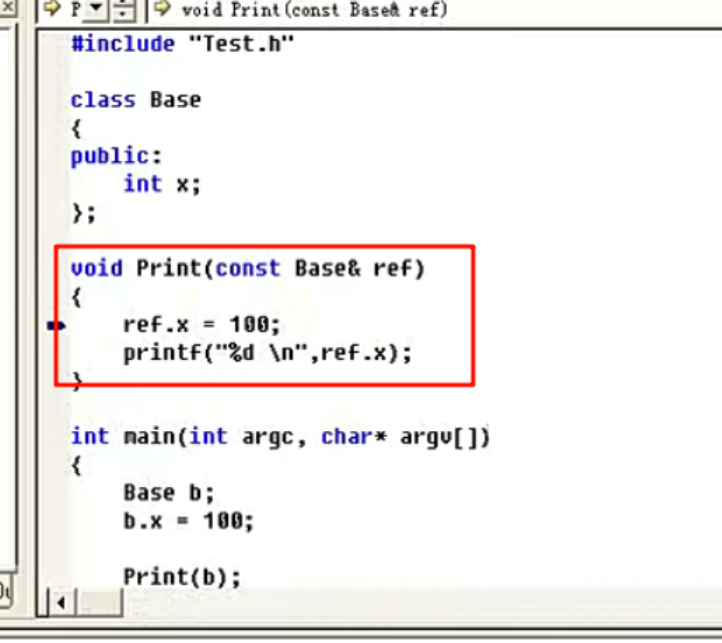 P void Print(const Base& ref)
#include "Test.h"
class Base
{
public:
int x;
};
void Print(const Base& ref)
{
ref.x = 100;
printf("%d \n",ref.x);
}
int main(int argc, char* argv[])
{
Base b;
b.x = 100;
Print(b);